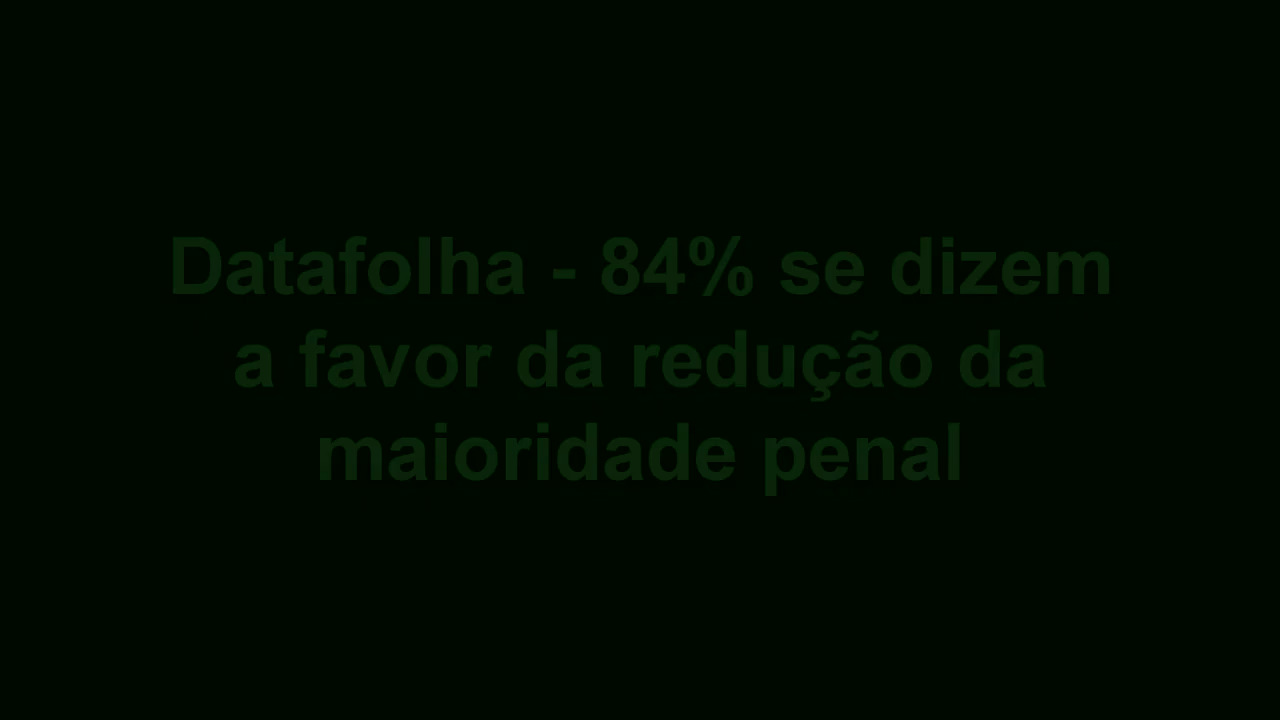 Datafolha - 84% se dizem
a favor da redução da
maioridade penal